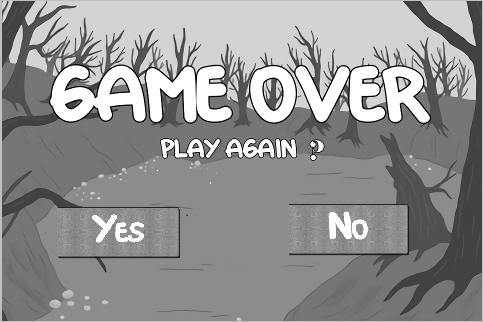 GAME OVER
PLAY AGAIN ?
YES
NO